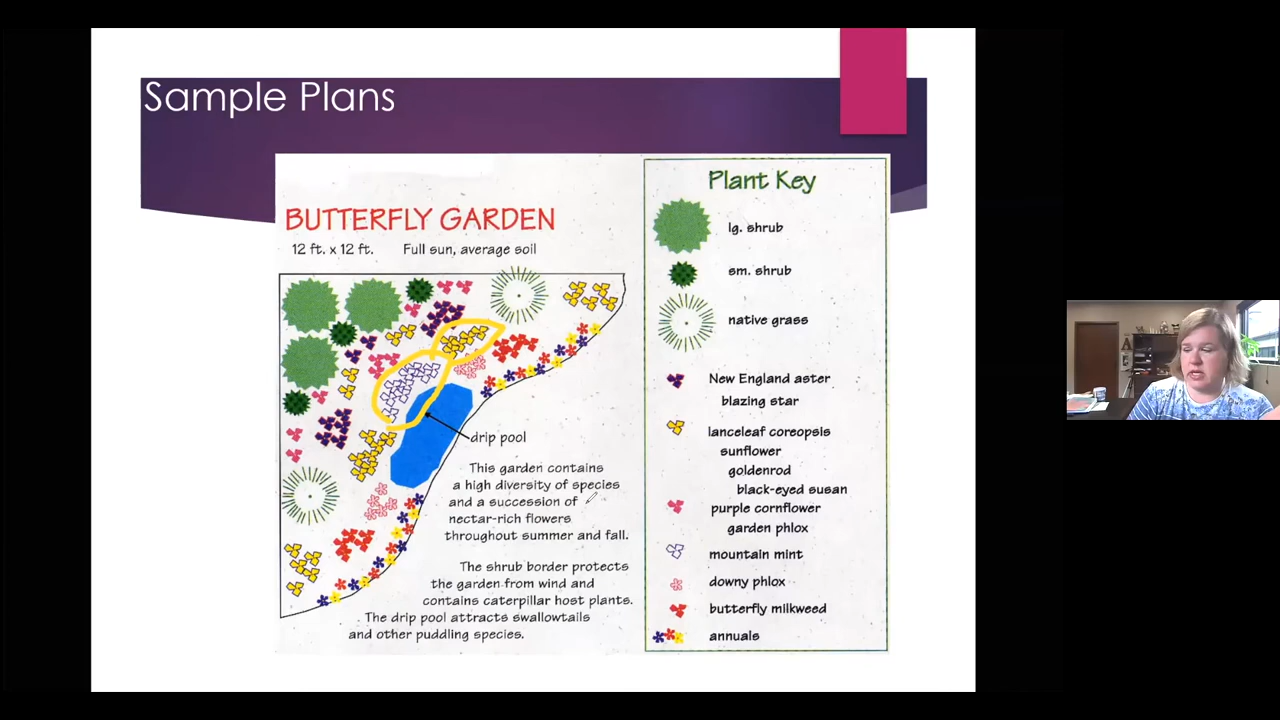 Sample Plans
BUTTERFLY GARDEN
12 ft. x 12 ft. Full sun, average soil
drip pool
This garden contains
a high diversity of species
and a succession of
nectar-rich flowers
throughout summer and fall.
The shrub border protects
the garden from wind and
contains caterpillar host plants.
The drip pool attracts swallowtails
and other puddling species.
Plant Key
lg. shrub
sm. shrub
native grass
New England aster
blazing star
lanceleaf coreopsis
sunflower
goldenrod
black-eyed susan
purple cornflower
garden phlox
mountain mint
downy phlox
butterfly milkweed
annuals